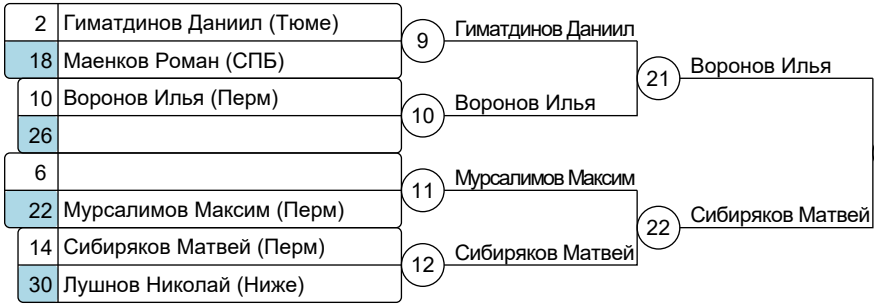 2 Гиматдинов Даниил (Тюме)
18 Маенков Роман (СПБ)
9 Гиматдинов Даниил
10 Воронов Илья (Перм)
26
10 Воронов Илья
21 Воронов Илья
6
22 Мурсалимов Максим (Перм)
11 Мурсалимов Максим
14 Сибиряков Матвей (Перм)
30 Лушнов Николай (Ниже)
12 Сибиряков Матвей
22 Сибиряков Матвей